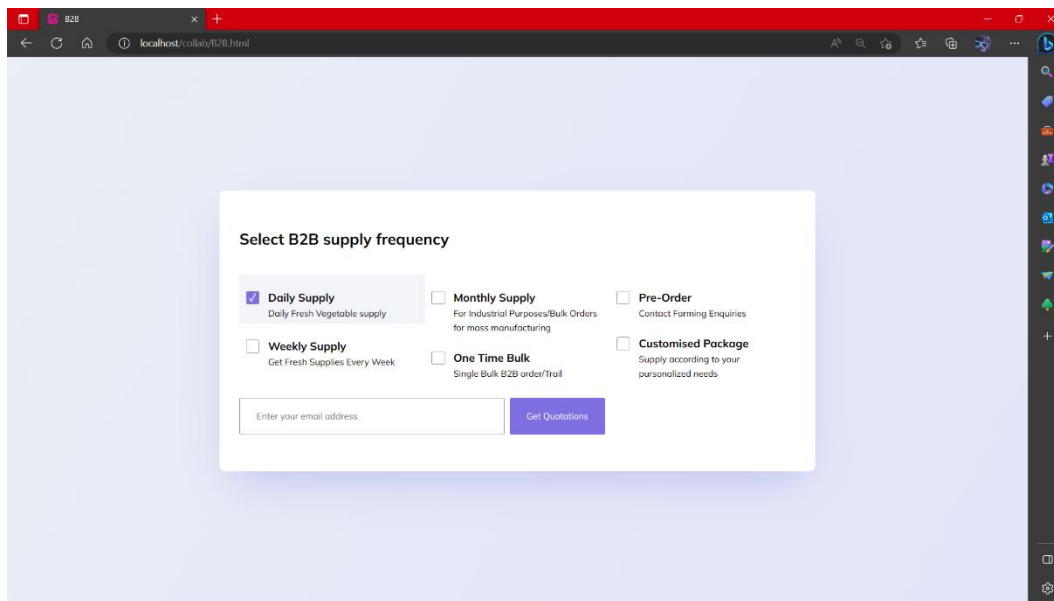 B2B
localhost/collab/B2B.html
Select B2B supply frequency
Daily Supply
Daily Fresh Vegetable supply
Weekly Supply
Get Fresh Supplies Every Week
Monthly Supply
For Industrial Purposes/Bulk Orders
for mass manufacturing
One Time Bulk
Single Bulk B2B order/Trail
Pre-Order
Contact Farming Enquiries
Customised Package
Supply according to your
pursonalized needs
Enter your email address
Get Quotations